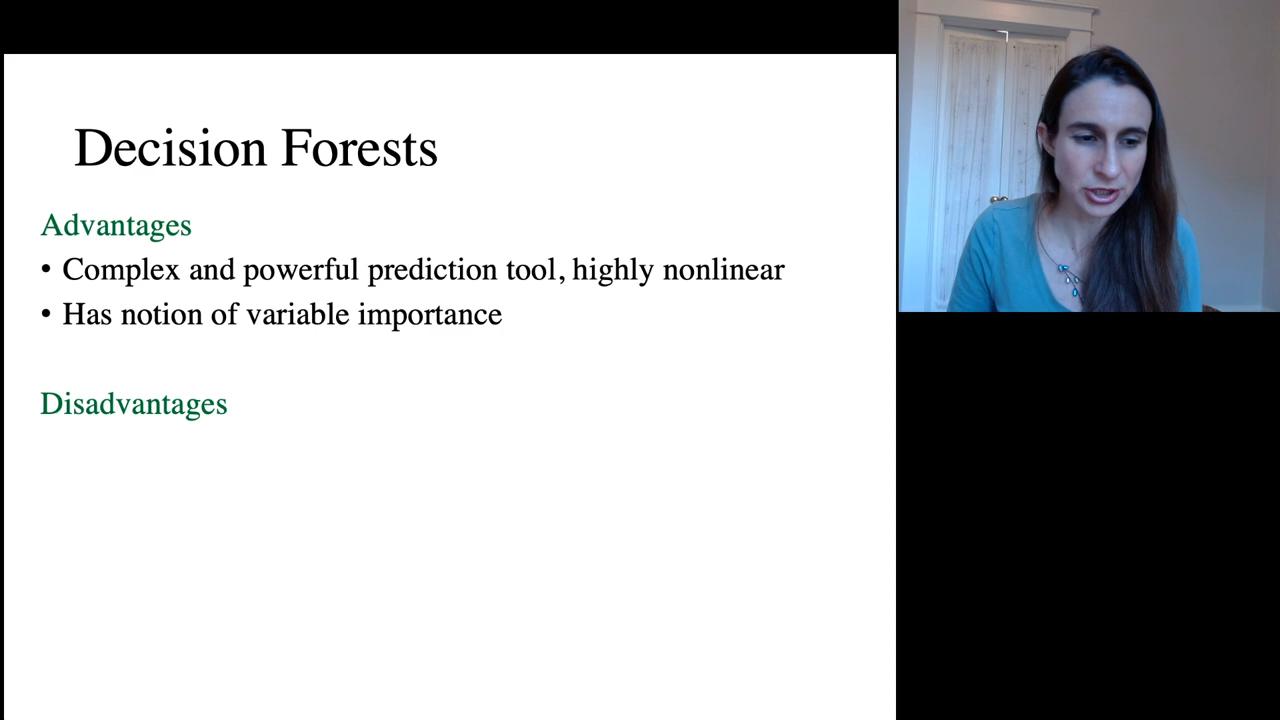 Decision Forests
Advantages
• Complex and powerful prediction tool, highly nonlinear
• Has notion of variable importance
Disadvantages